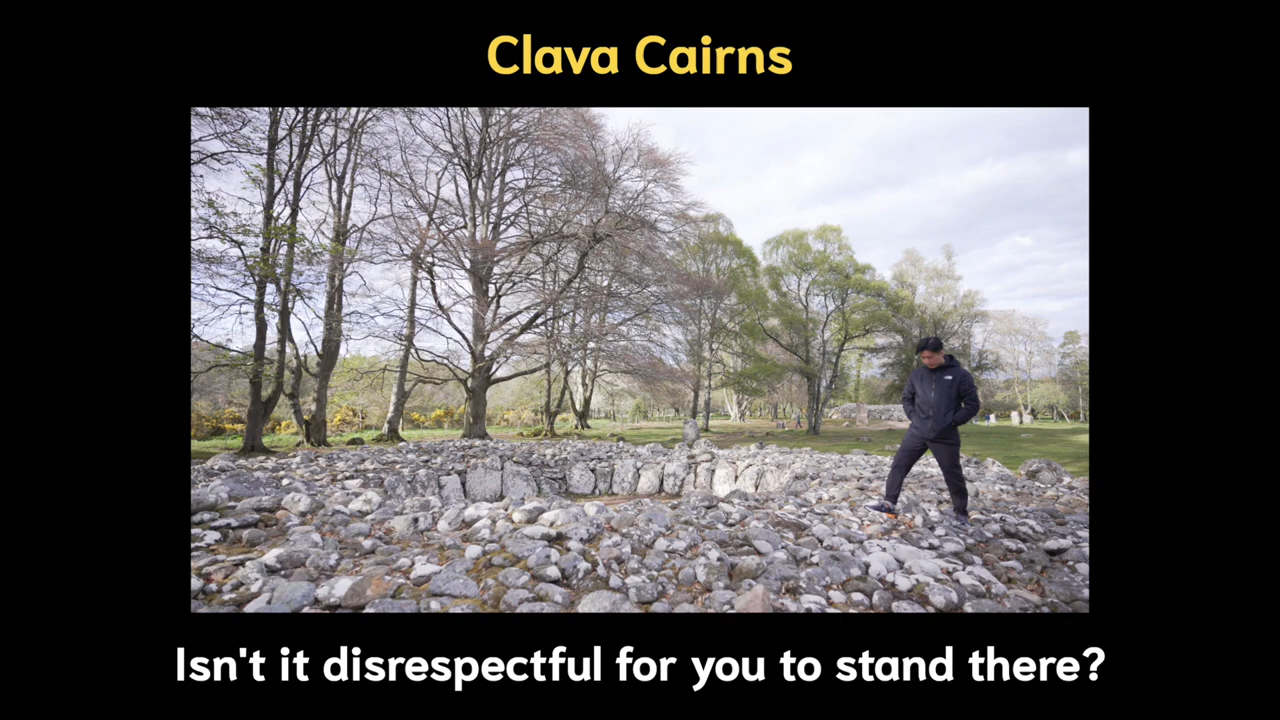 Clava Cairns
Isn't it disrespectful for you to stand there?